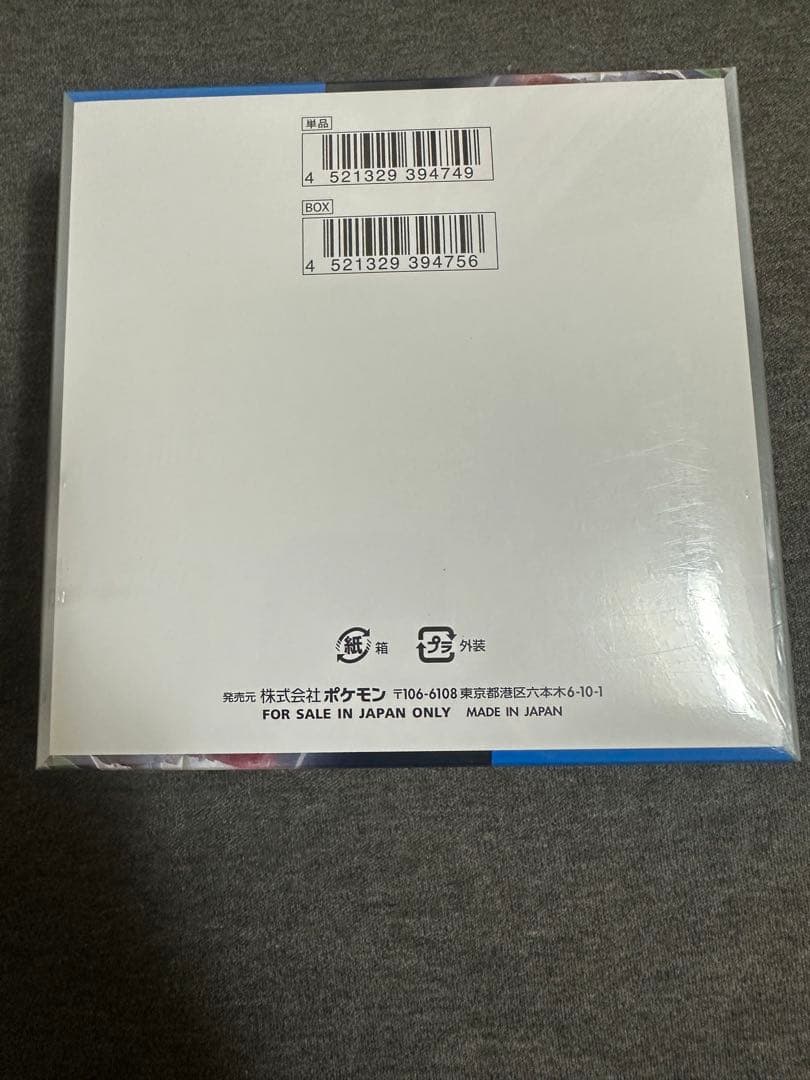 単品
4 521329 394749
BOX
4 521329 394756
紙 箱 プラ 外装
発売元 株式会社 ポケモン 〒106-6108 東京都港区六本木6-10-1
FOR SALE IN JAPAN ONLY MADE IN JAPAN